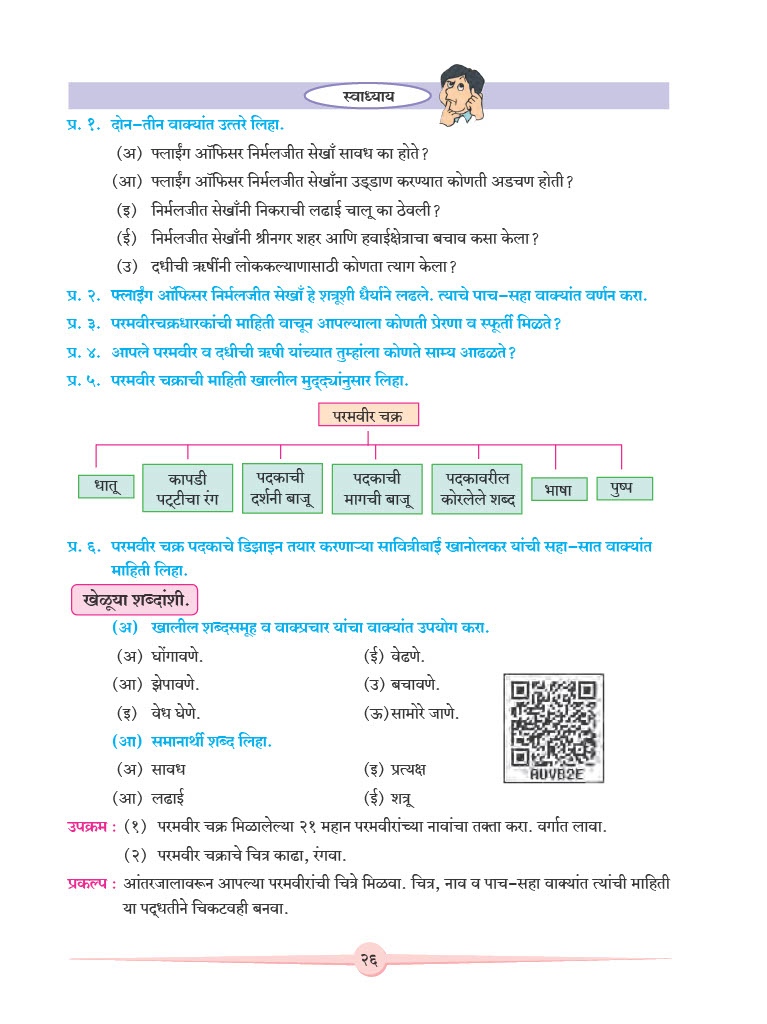 स्वाध्याय
प्र. १. दोन-तीन वाक्यांत उत्तरे लिहा.
(अ) फ्लाईंग ऑफिसर निर्मलजीत सेखाँ सावध का होते?
(आ) फ्लाईंग ऑफिसर निर्मलजीत सेखाँना उड्डाण करण्यात कोणती अडचण होती?
(इ) निर्मलजीत सेखाँनी निकराची लढाई चालू का ठेवली?
(ई) निर्मलजीत सेखाँनी श्रीनगर शहर आणि हवाईक्षेत्राचा बचाव कसा केला?
(उ) दधीची ऋषींनी लोककल्याणासाठी कोणता त्याग केला?
प्र. २. फ्लाईंग ऑफिसर निर्मलजीत सेखाँ हे शत्रूशी धैर्याने लढले. त्याचे पाच-सहा वाक्यांत वर्णन करा.
प्र. ३. परमवीरचक्रधारकांची माहिती वाचून आपल्याला कोणती प्रेरणा व स्फूर्ती मिळते?
प्र. ४. आपले परमवीर व दधीची ऋषी यांच्यात तुम्हांला कोणते साम्य आढळते?
प्र. ५. परमवीर चक्राची माहिती खालील मुद्द्यांनुसार लिहा.
परमवीर चक्र
धातू
कापडी
पट्टीचा रंग
पदकाची
दर्शनी बाजू
पदकाची
मागची बाजू
पदकावरील
कोरलेले शब्द
भाषा
पुष्प
प्र. ६. परमवीर चक्र पदकाचे डिझाइन तयार करणाऱ्या सावित्रीबाई खानोलकर यांची सहा-सात वाक्यांत
माहिती लिहा.
खेळूया शब्दांशी.
(अ) खालील शब्दसमूह व वाक्प्रचार यांचा वाक्यांत उपयोग करा.
(अ) घोंगावणे. (ई) वेढणे.
(आ) झेपावणे. (उ) बचावणे.
(इ) वेध घेणे. (ऊ) सामोरे जाणे.
(आ) समानार्थी शब्द लिहा.
(अ) सावध (इ) प्रत्यक्ष
(आ) लढाई (ई) शत्रू
AUVB2E
उपक्रम : (१) परमवीर चक्र मिळालेल्या २१ महान परमवीरांच्या नावांचा तक्ता करा. वर्गात लावा.
(२) परमवीर चक्राचे चित्र काढा, रंगवा.
प्रकल्प : आंतरजालावरून आपल्या परमवीरांची चित्रे मिळवा. चित्र, नाव व पाच-सहा वाक्यांत त्यांची माहिती
या पद्धतीने चिकटवही बनवा.
२६